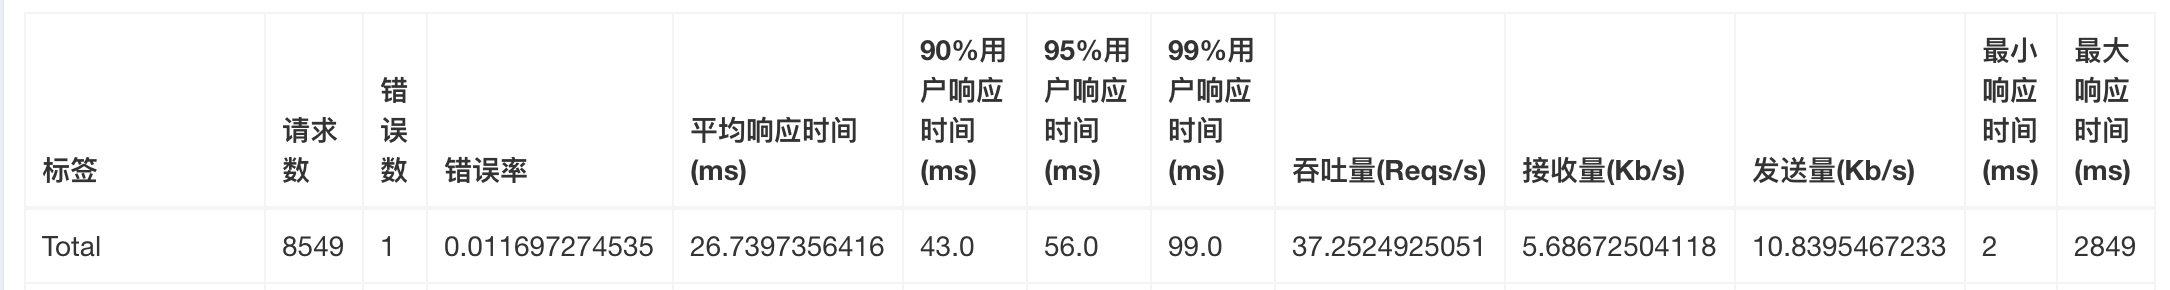 标签
请求
数
错
误
数
错误率
平均响应时间
(ms)
90%用
户响应
时间
(ms)
95%用
户响应
时间
(ms)
99%用
户响应
时间
(ms)
吞吐量(Reqs/s)
接收量(Kb/s)
发送量(Kb/s)
最小
响应
时间
(ms)
最大
响应
时间
(ms)
Total
8549
1
0.011697274535
26.7397356416
43.0
56.0
99.0
37.2524925051
5.68672504118
10.8395467233
2
2849